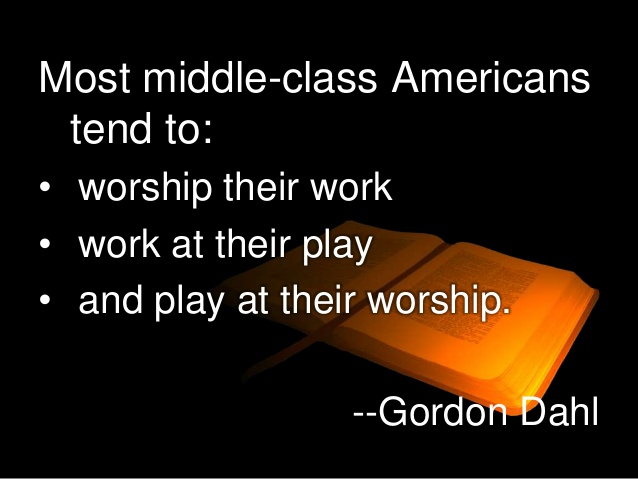 Most middle-class Americans
tend to:
• worship their work
• work at their play
• and play at their worship.
--Gordon Dahl